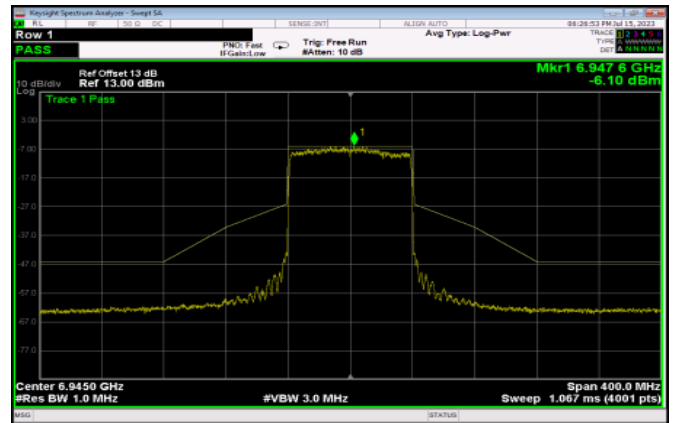 Keysight Spectrum Analyzer - Swept SA
RL RF 50 Ω DC SENSE:INT ALIGN AUTO 06:26:53 PM Jul 15, 2023
Row 1 Avg Type: Log-Pwr TRACE 1 2 3 4 5 6
PASS PNO: Fast Trig: Free Run TYPE A WWWWW
IFGain:Low #Atten: 10 dB DET A N N N N N
Mkr1 6.947 6 GHz
Ref Offset 13 dB
10 dB/div Ref 13.00 dBm -6.10 dBm
Log
Trace 1 Pass
3.00
1
-7.00
-17.0
-27.0
-37.0
-47.0
-57.0
-67.0
-77.0
Center 6.9450 GHz Span 400.0 MHz
#Res BW 1.0 MHz #VBW 3.0 MHz Sweep 1.067 ms (4001 pts)
MSG STATUS